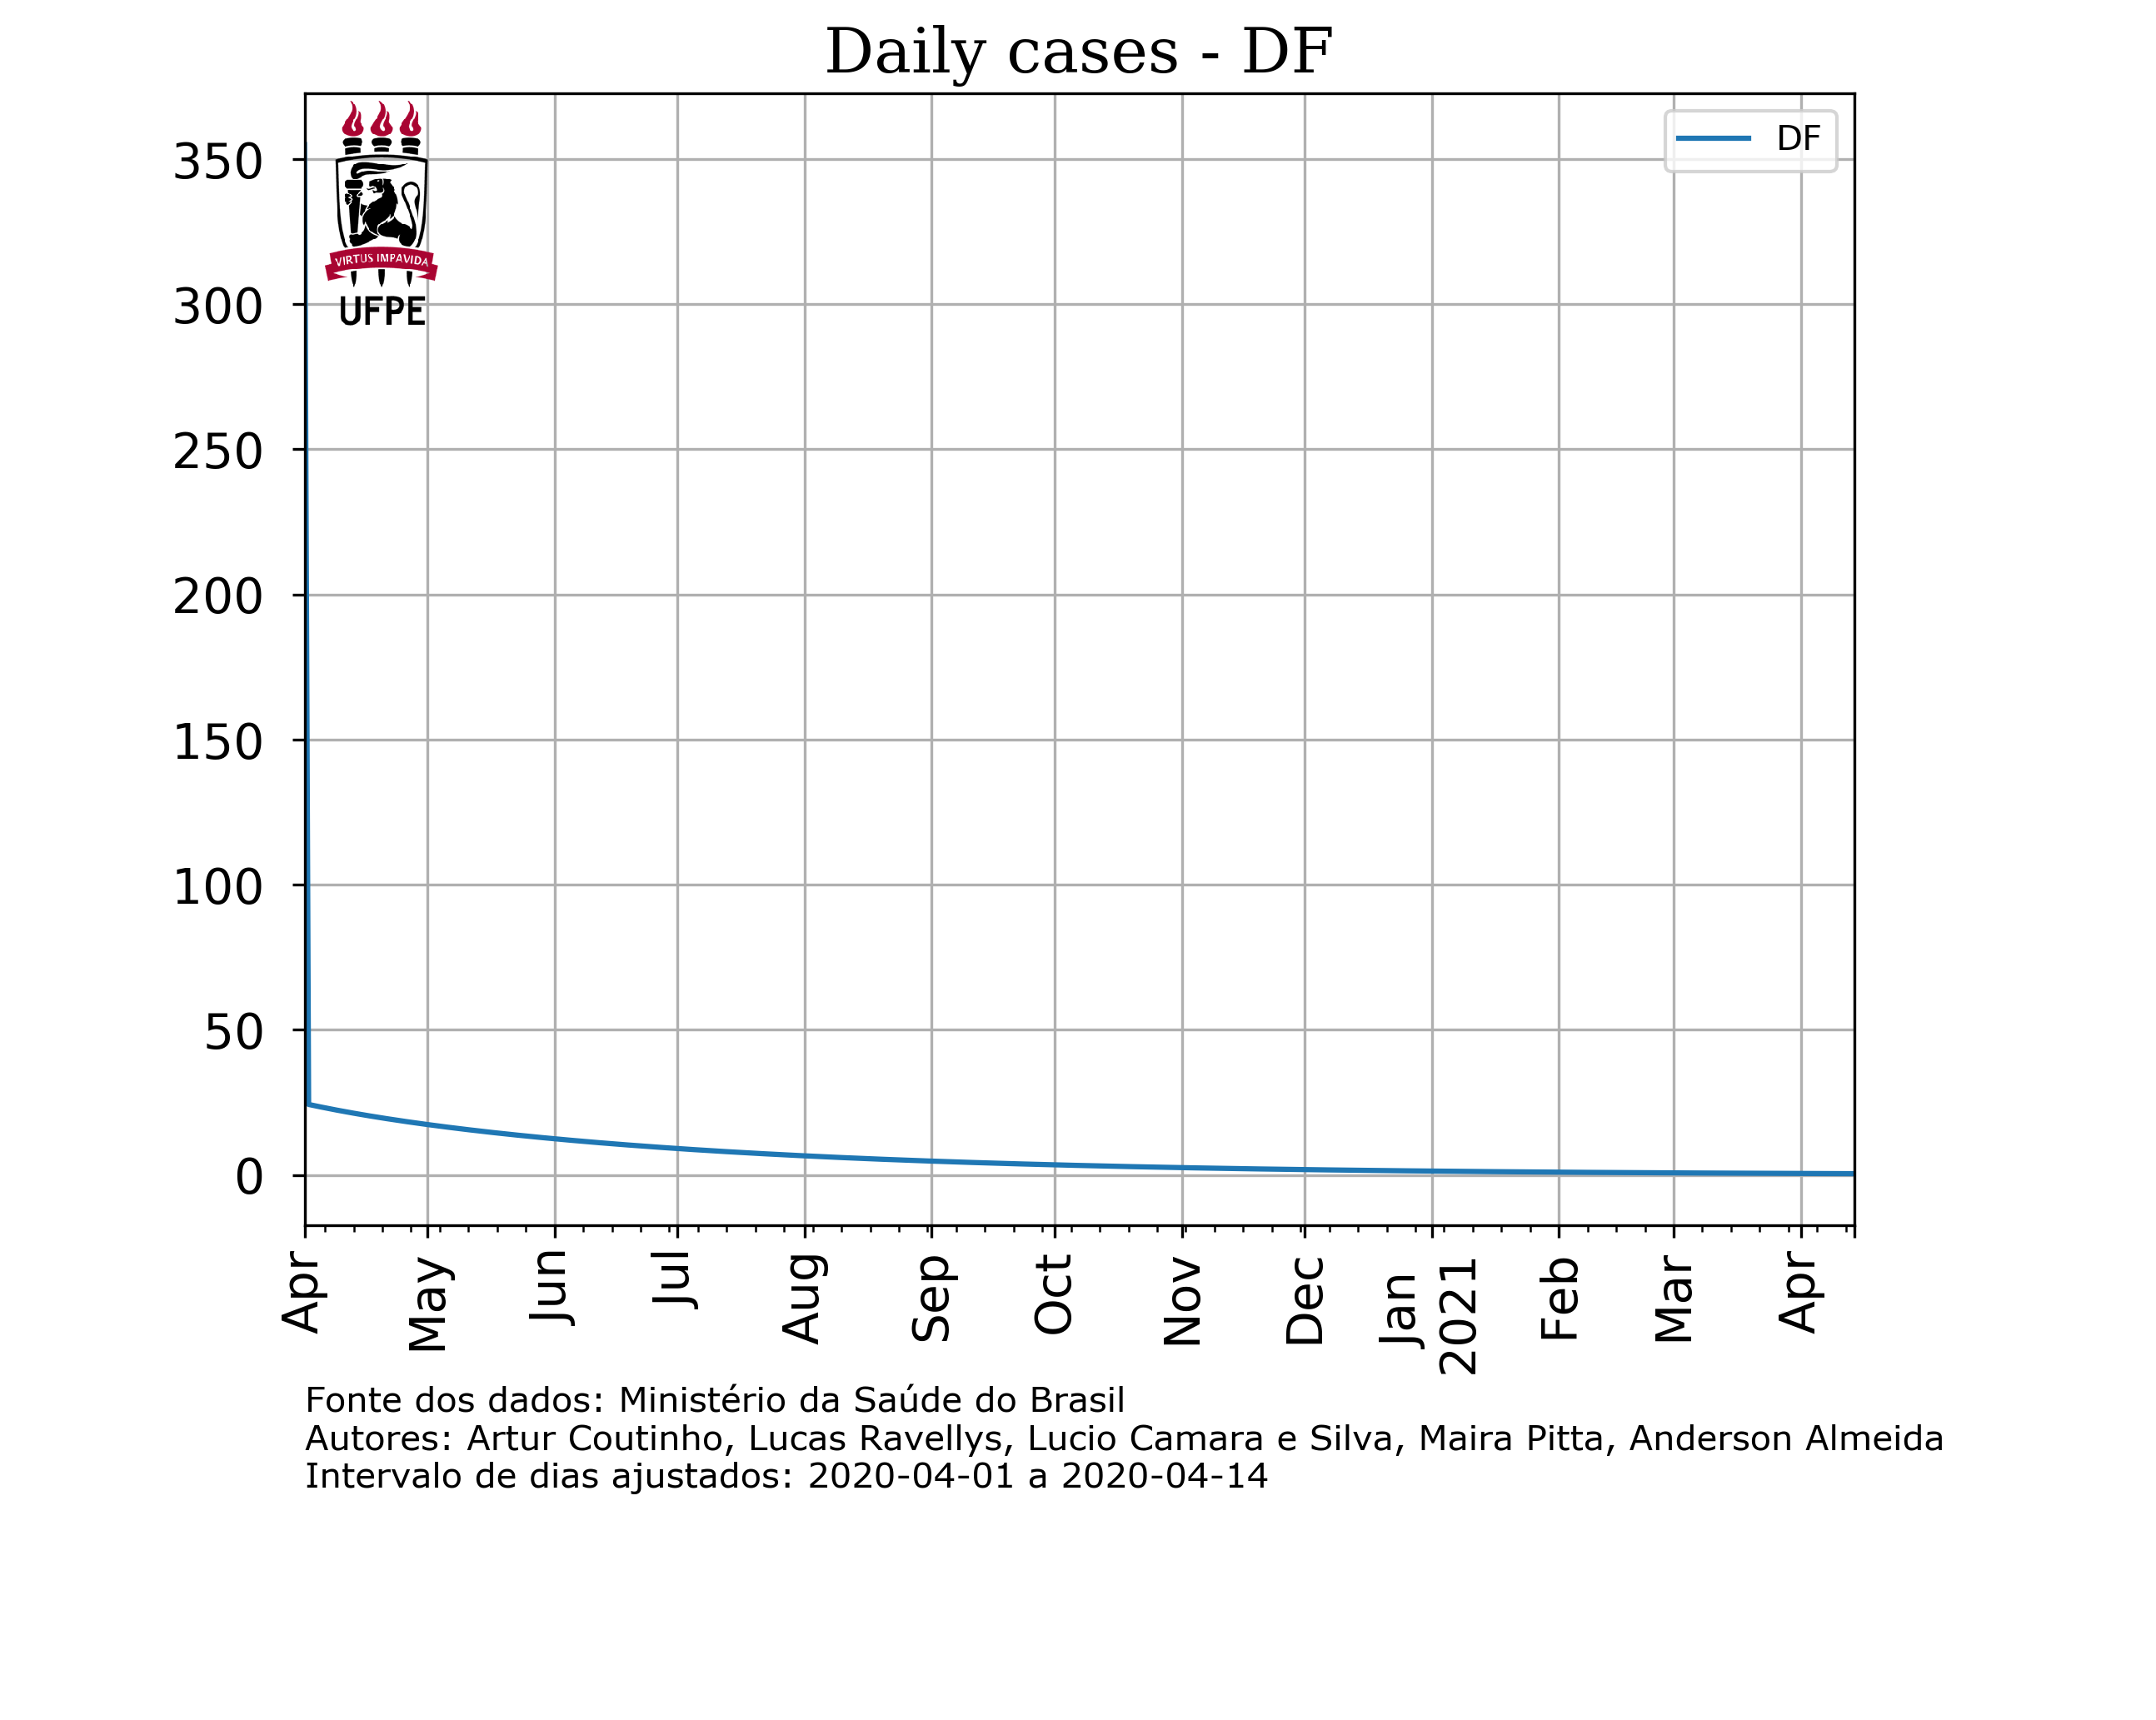 Daily cases - DF
DF
350
300
250
200
150
100
50
0
VIRTUS IMPAVIDA
UFPE
Apr
May
Jun
Jul
Aug
Sep
Oct
Nov
Dec
Jan
2021
Feb
Mar
Apr
Fonte dos dados: Ministério da Saúde do Brasil
Autores: Artur Coutinho, Lucas Ravellys, Lucio Camara e Silva, Maira Pitta, Anderson Almeida
Intervalo de dias ajustados: 2020-04-01 a 2020-04-14